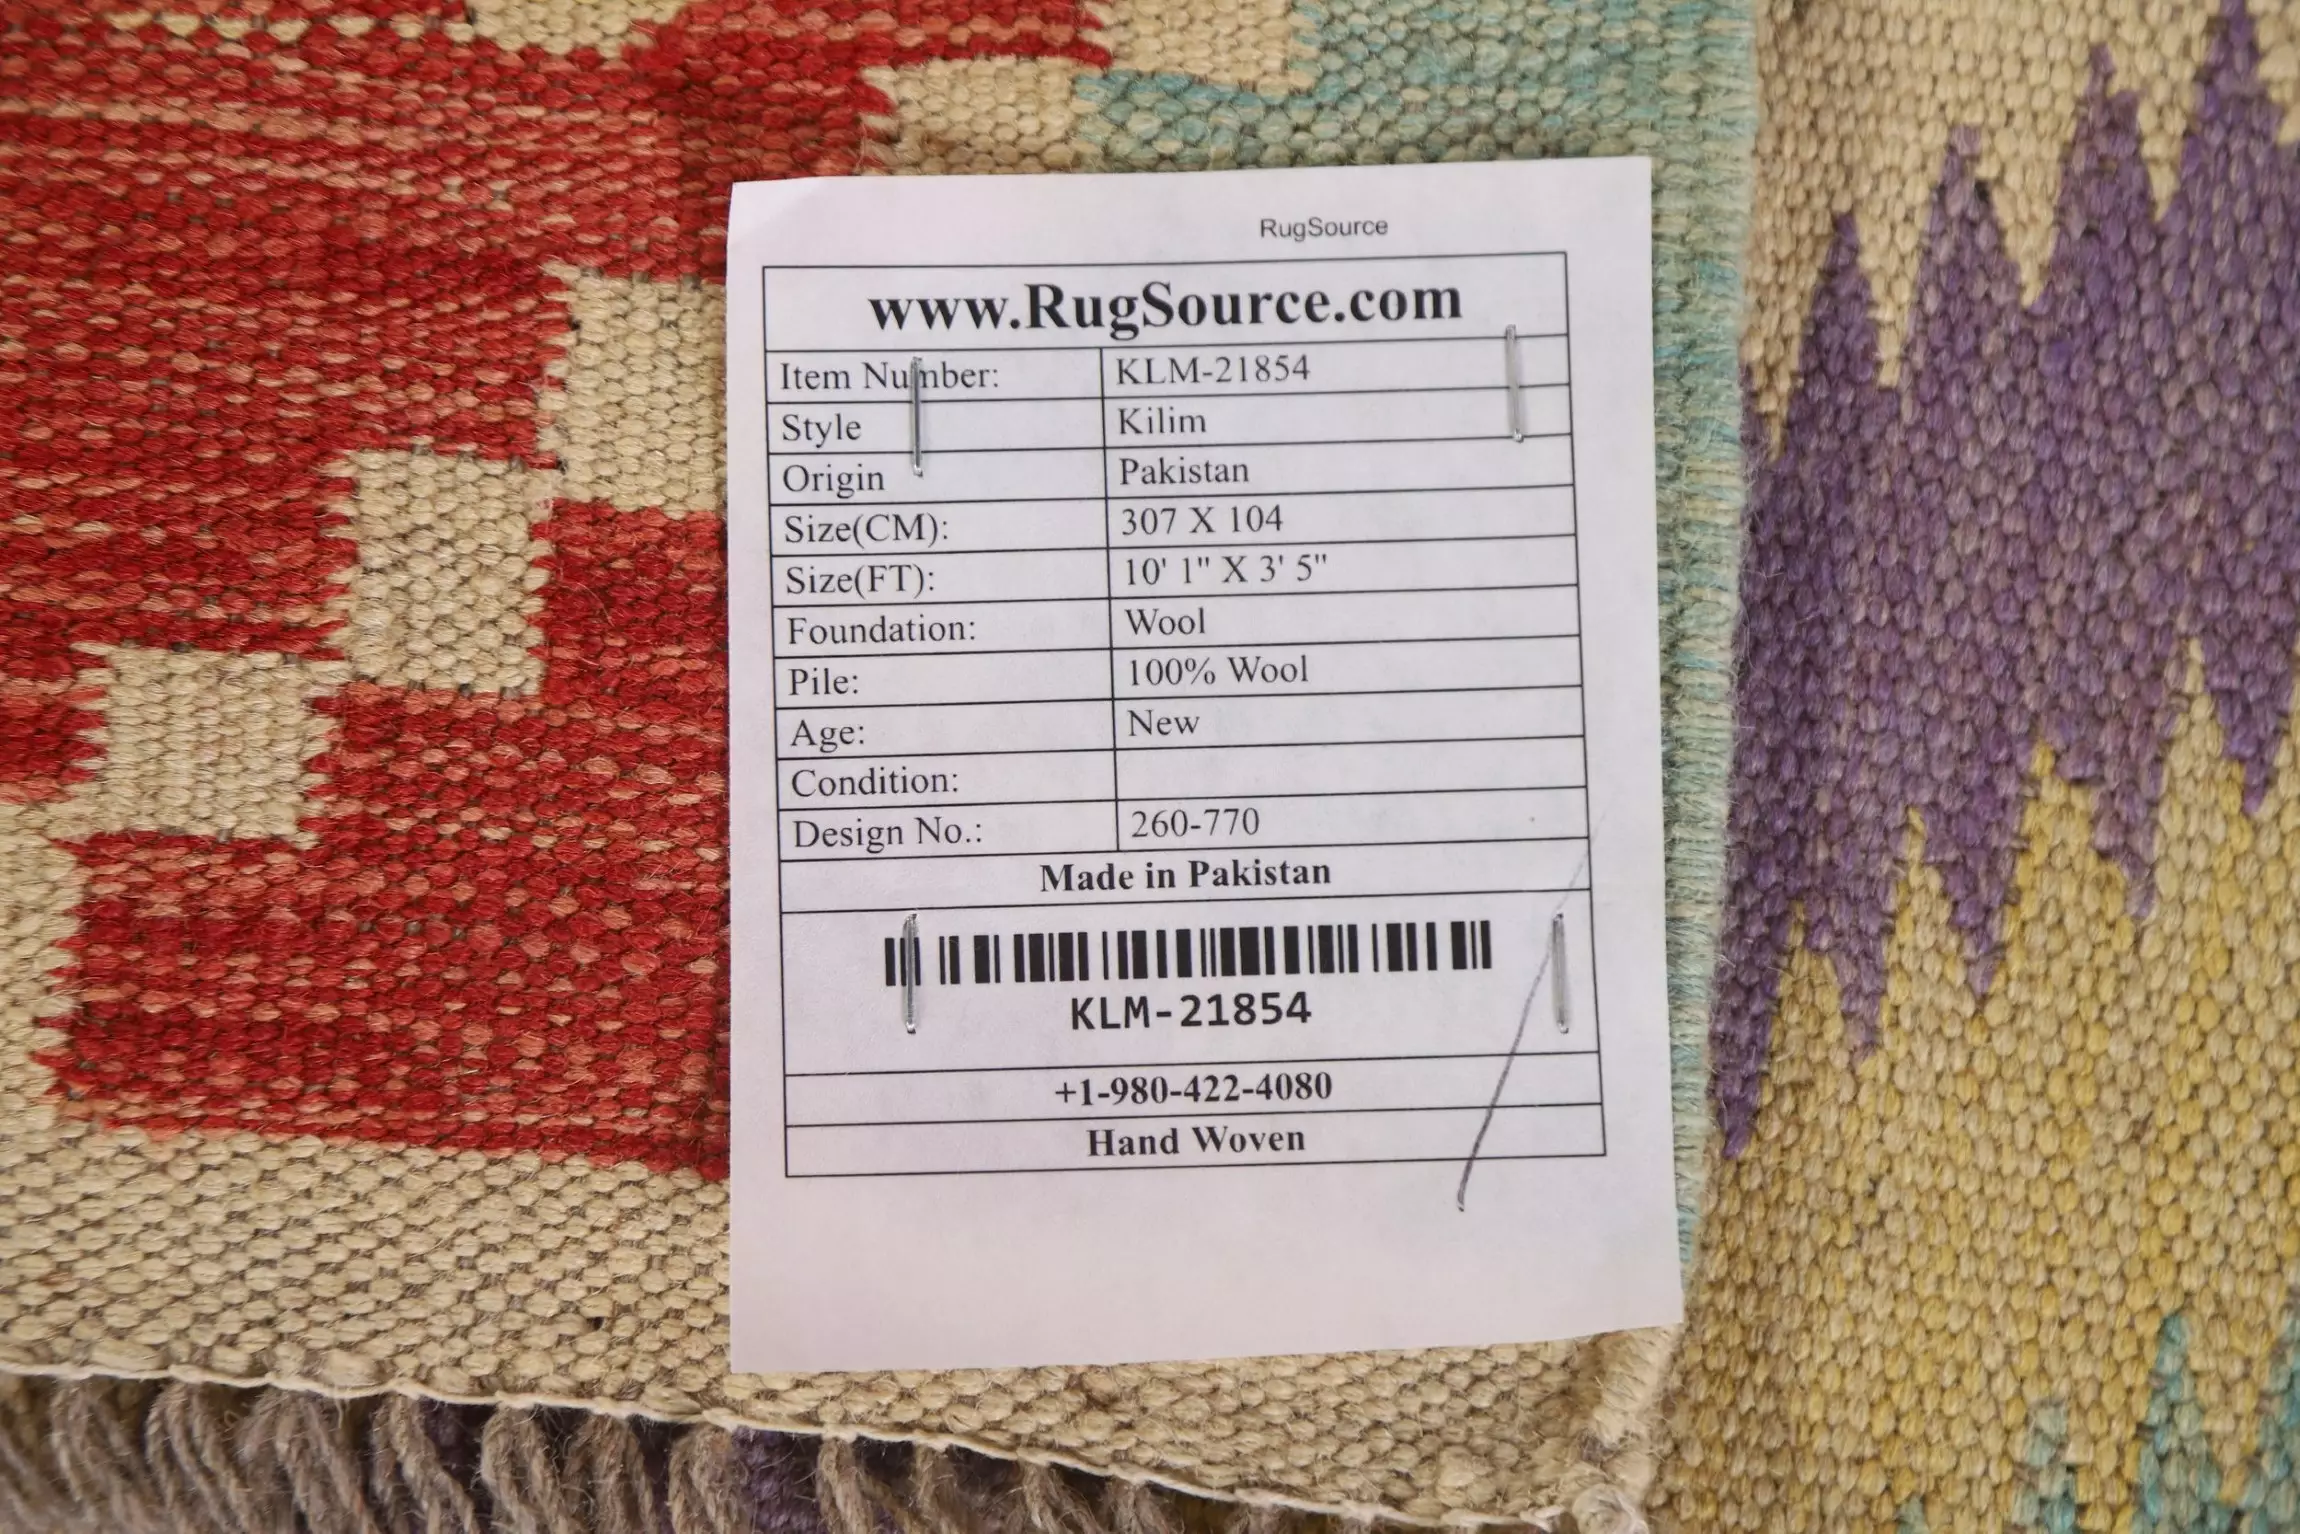 RugSource
www.RugSource.com
Item Number: KLM-21854
Style Kilim
Origin Pakistan
Size(CM): 307 X 104
Size(FT): 10' 1" X 3' 5"
Foundation: Wool
Pile: 100% Wool
Age: New
Condition:
Design No.: 260-770
Made in Pakistan
KLM-21854
+1-980-422-4080
Hand Woven